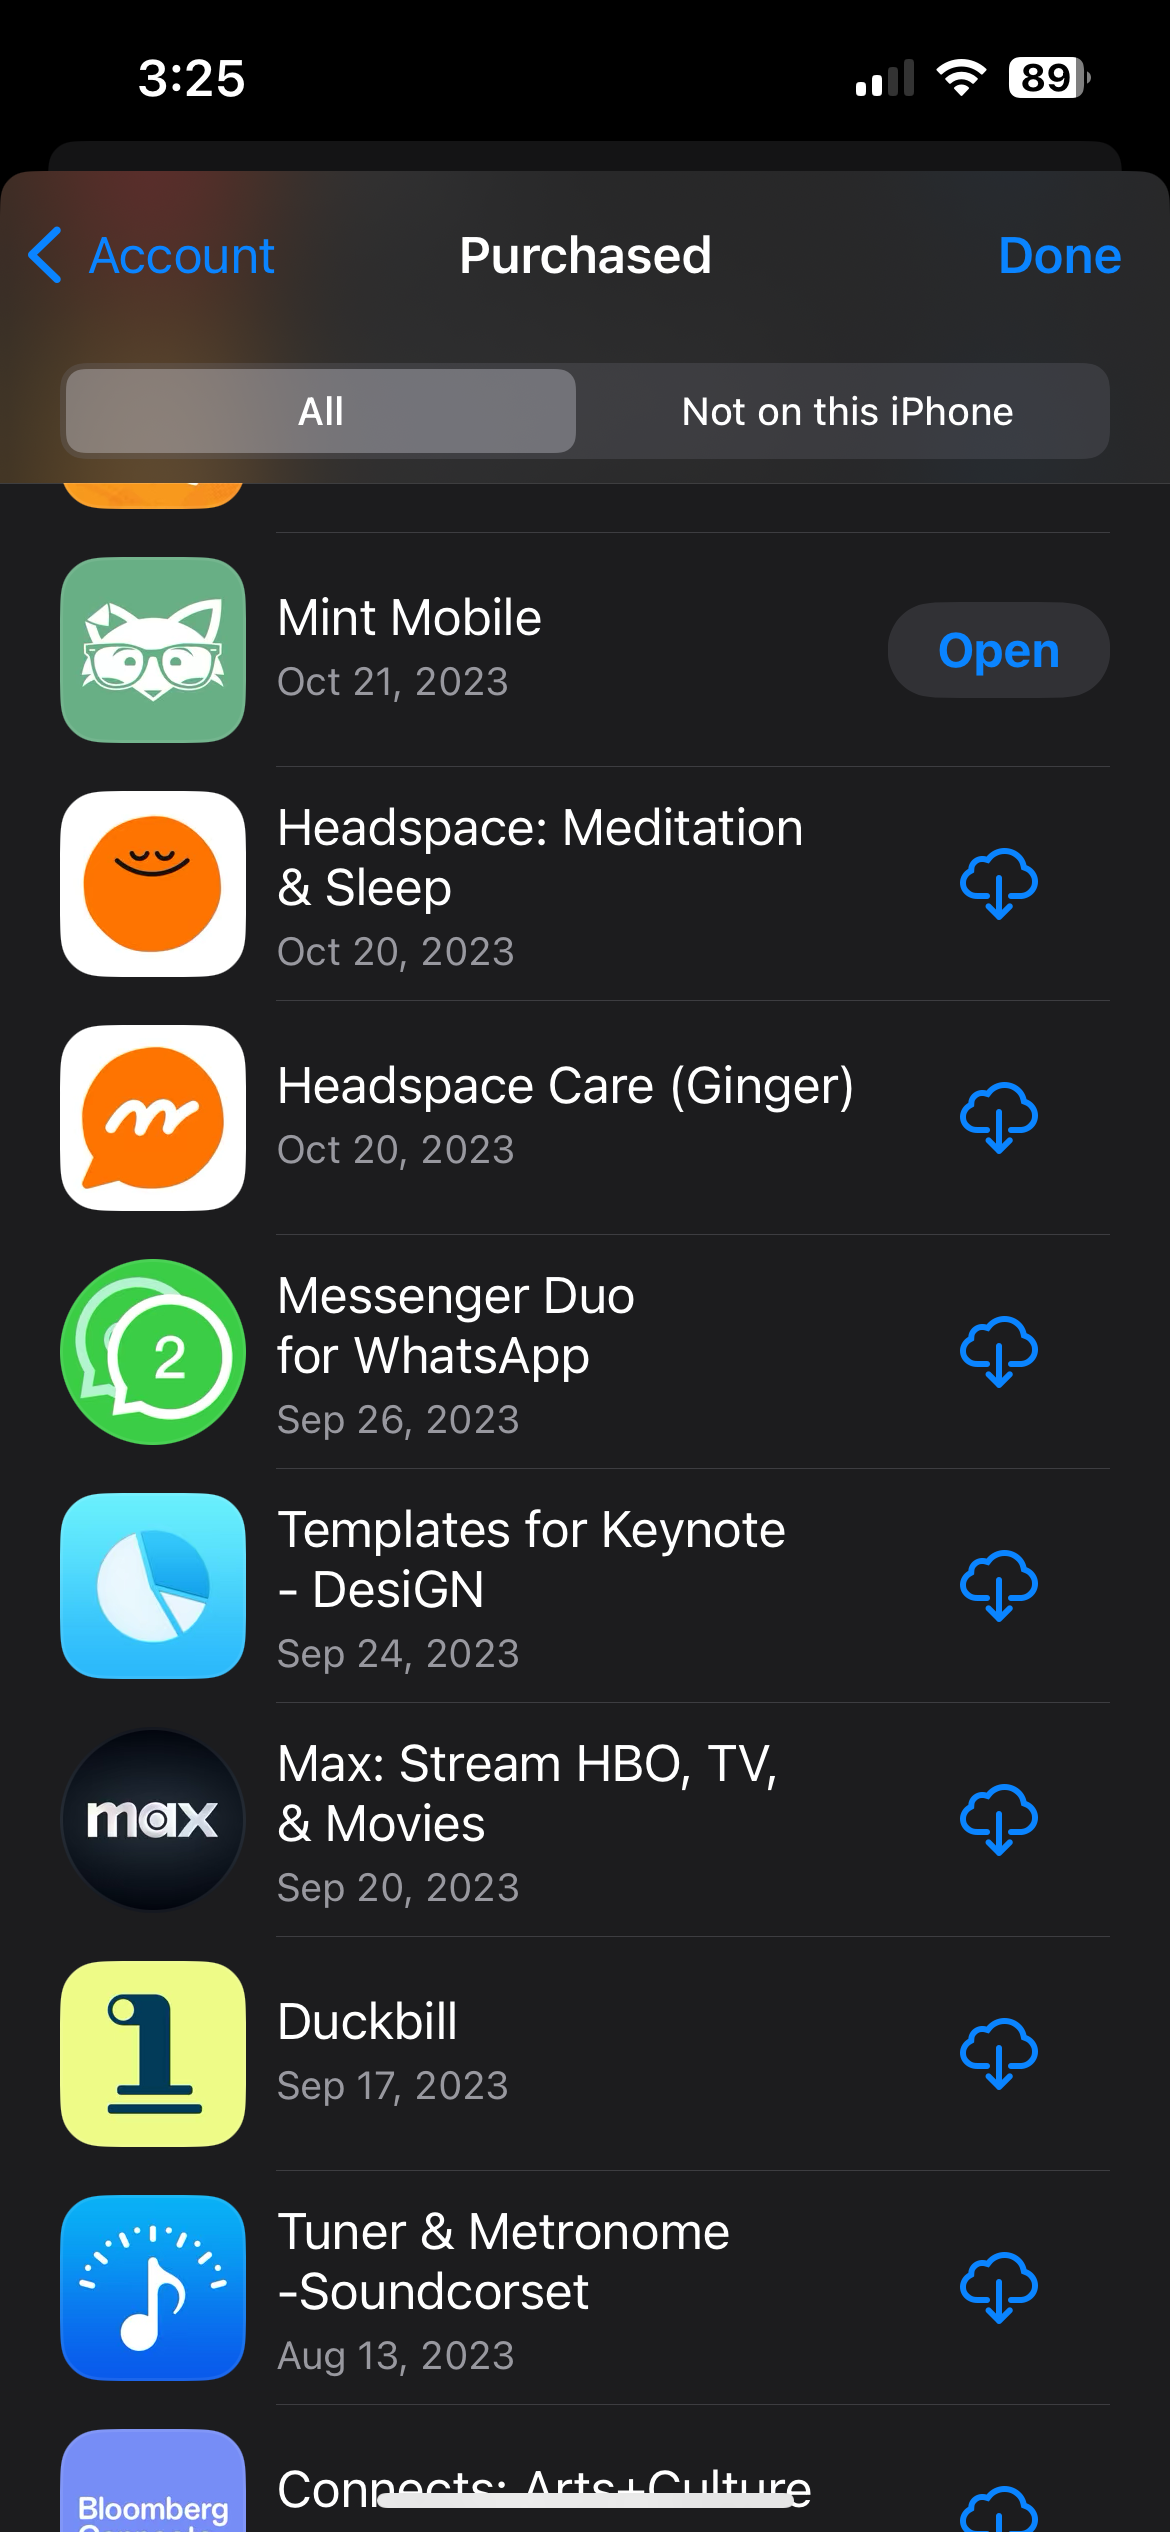 3:25
89
Account
Purchased
Done
All
Not on this iPhone
Mint Mobile
Oct 21, 2023
Open
Headspace: Meditation
& Sleep
Oct 20, 2023
Headspace Care (Ginger)
Oct 20, 2023
2
Messenger Duo
for WhatsApp
Sep 26, 2023
Templates for Keynote
- DesiGN
Sep 24, 2023
max
Max: Stream HBO, TV,
& Movies
Sep 20, 2023
Duckbill
Sep 17, 2023
Tuner & Metronome
-Soundcorset
Aug 13, 2023
Bloomberg
Connects: Arts+Culture